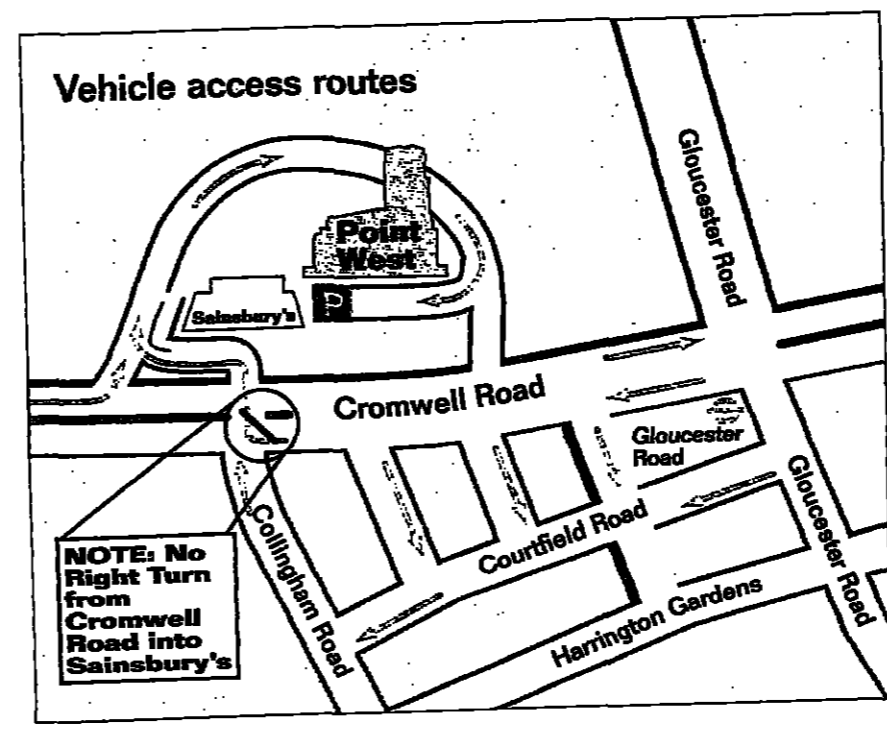 Vehicle access routes
Gloucester Road
Point
West
P
Sainsbury's
Cromwell Road
Gloucester
Road
Gloucester Road
Courtfield Road
Collingham Road
Harrington Gardens
NOTE: No
Right Turn
from
Cromwell
Road into
Sainsbury's